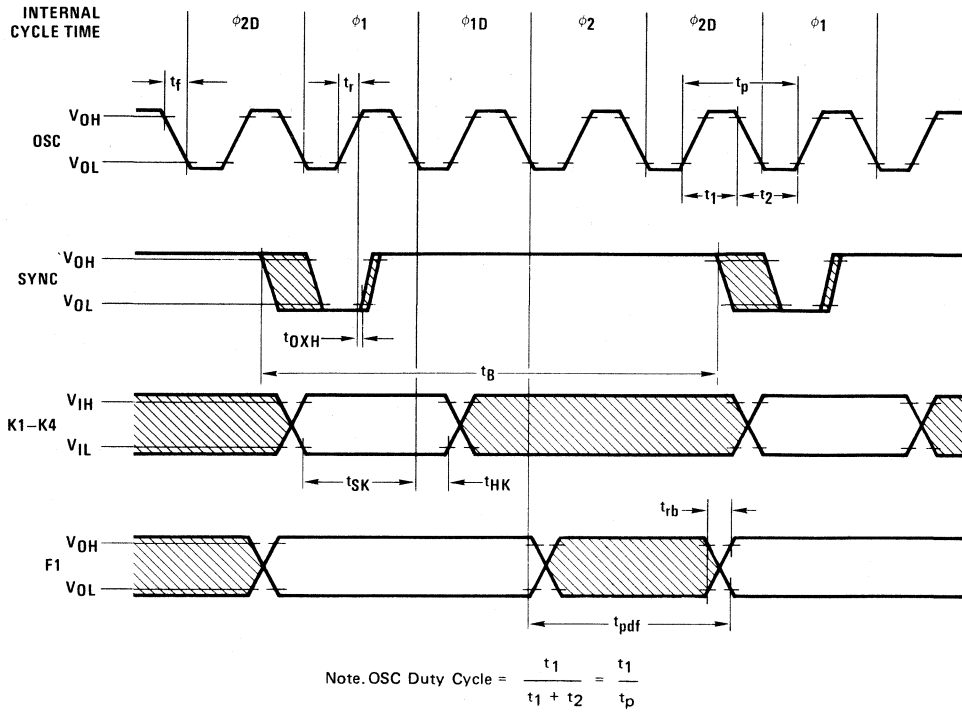 INTERNAL
CYCLE TIME
ϕ2D ϕ1 ϕ1D ϕ2 ϕ2D ϕ1
tf tr tp
VOH
OSC
VOL
t1 t2
VOH
SYNC
VOL
tOXH
tB
VIH
K1–K4
VIL
tSK tHK
trb
VOH
F1
VOL
tpdf
Note. OSC Duty Cycle = t1 / t1 + t2 = t1 / tp